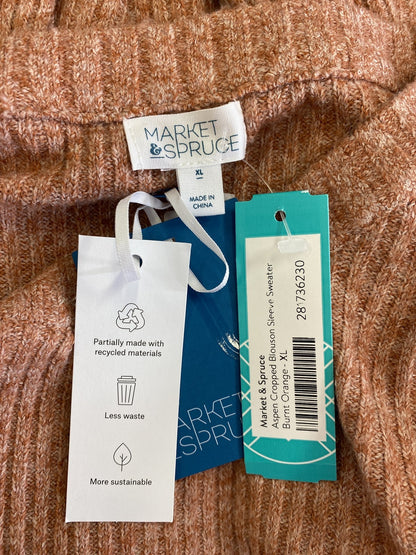 MARKET
&SPRUCE
XL
MADE IN
CHINA
Partially made with
recycled materials
Less waste
More sustainable
MARKET
&SPRUCE
Market & Spruce
Aspen Cropped Blouson Sleeve Sweater
Burnt Orange - XL
281736230